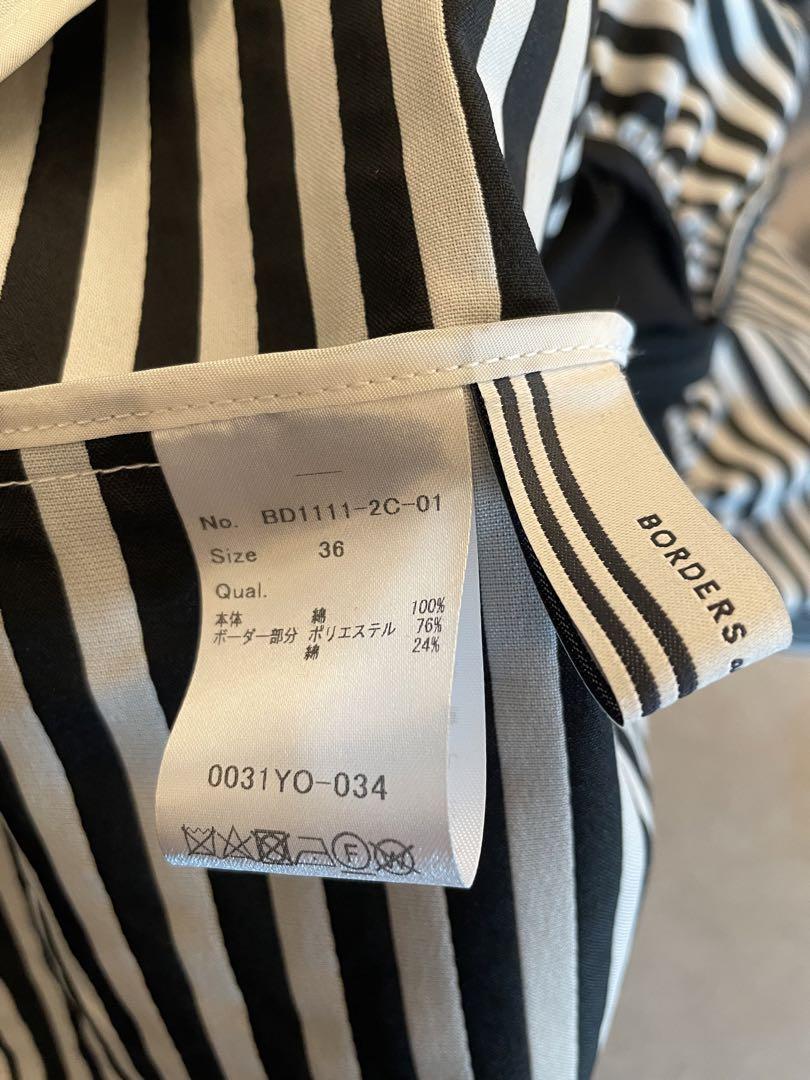 No. BD1111-2C-01
Size 36
Qual.
本体 綿 100%
ボーダー部分 ポリエステル 76%
綿 24%
0031YO-034
F
W
BORDERS